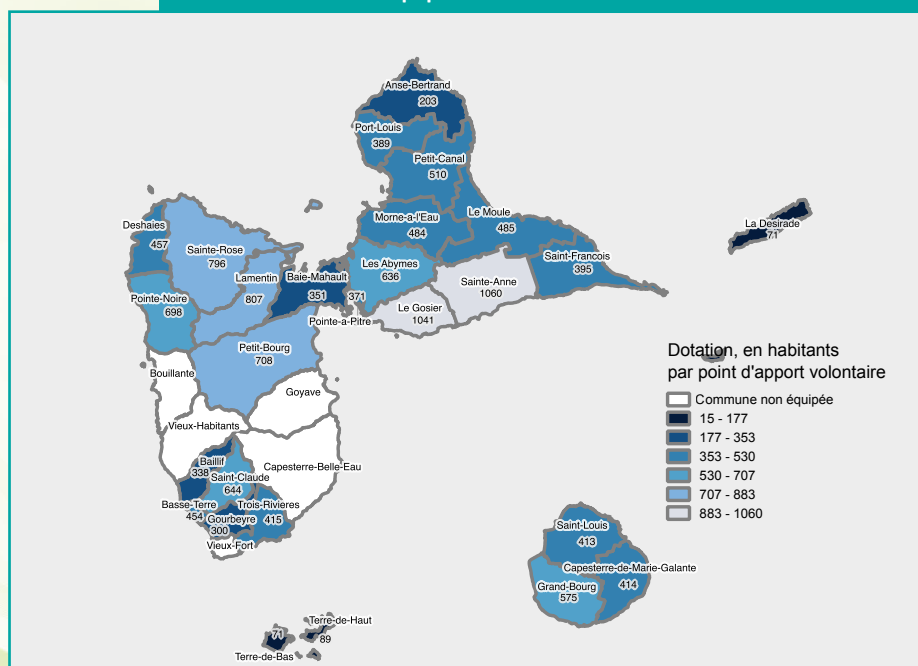 Anse-Bertrand
203
Port-Louis
389
Petit-Canal
510
Morne-a-l'Eau
484
Le Moule
485
La Desirade
71
Saint-Francois
395
Deshaies
457
Sainte-Rose
796
Lamentin
807
Baie-Mahault
351
371
Les Abymes
636
Sainte-Anne
1060
Le Gosier
1041
Pointe-a-Pitre
Pointe-Noire
698
Petit-Bourg
708
Bouillante
Goyave
Vieux-Habitants
Capesterre-Belle-Eau
Baillif
338
Saint-Claude
644
Basse-Terre
454
Trois-Rivieres
415
Gourbeyre
300
Vieux-Fort
Dotation, en habitants
par point d'apport volontaire
Commune non équipée
15 - 177
177 - 353
353 - 530
530 - 707
707 - 883
883 - 1060
Saint-Louis
413
Capesterre-de-Marie-Galante
414
Grand-Bourg
575
Terre-de-Haut
89
71
Terre-de-Bas